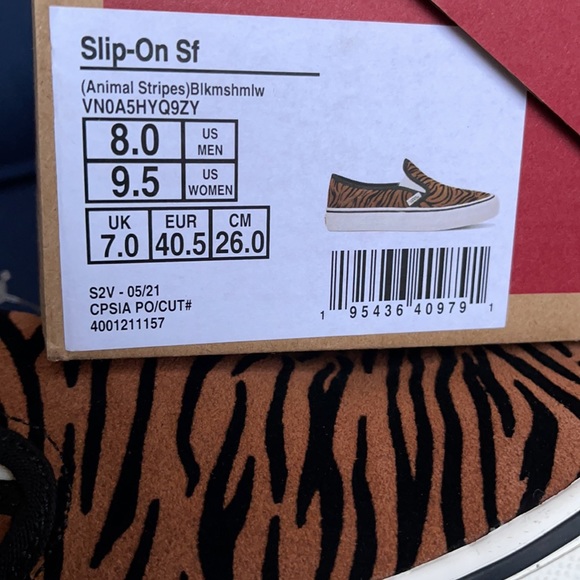 Slip-On Sf
(Animal Stripes)Blkmshmlw
VN0A5HYQ9ZY
8.0 US MEN
9.5 US WOMEN
UK EUR CM
7.0 40.5 26.0
S2V - 05/21
CPSIA PO/CUT#
4001211157
1 95436 40979 1